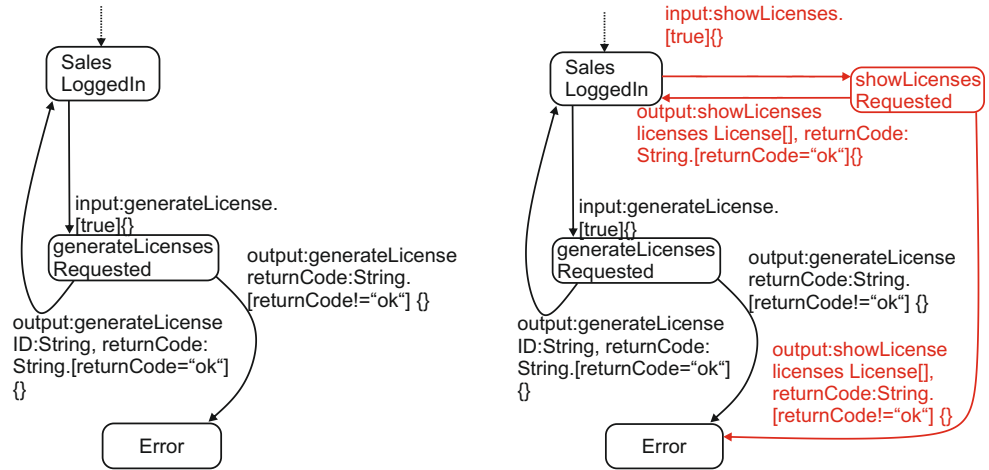 Sales
LoggedIn
input:generateLicense.
[true]{}
generateLicenses
Requested
output:generateLicense
returnCode:String.
[returnCode!=“ok“] {}
output:generateLicense
ID:String, returnCode:
String.[returnCode=“ok”]
{}
Error
input:showLicenses.
[true]{}
Sales
LoggedIn
showLicenses
Requested
output:showLicenses
licenses License[], returnCode:
String.[returnCode=“ok“]{}
input:generateLicense.
[true]{}
generateLicenses
Requested
output:generateLicense
returnCode:String.
[returnCode!=“ok”] {}
output:generateLicense
ID:String, returnCode:
String.[returnCode=“ok”]
{}
output:showLicense
licenses License[],
returnCode:String.
[returnCode!=“ok“] {}
Error